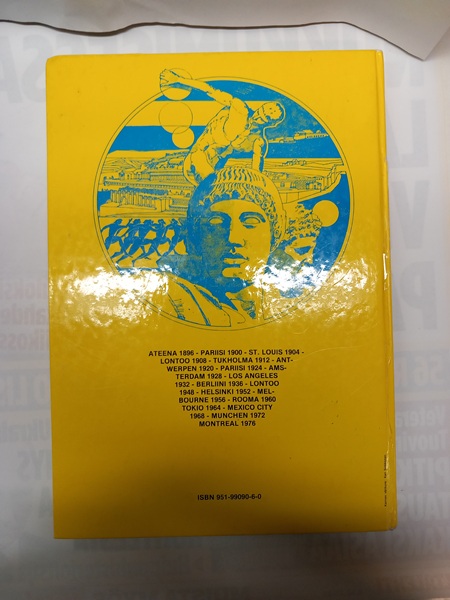 ATEENA 1896 - PARIISI 1900 - ST. LOUIS 1904 -
LONTOO 1908 - TUKHOLMA 1912 - ANT-
WERPEN 1920 - PARIISI 1924 - AMS-
TERDAM 1928 - LOS ANGELES
1932 - BERLIINI 1936 - LONTOO
1948 - HELSINKI 1952 - MEL-
BOURNE 1956 - ROOMA 1960
TOKIO 1964 - MEXICO CITY
1968 - MUNCHEN 1972
MONTREAL 1976
ISBN 951-99090-6-0